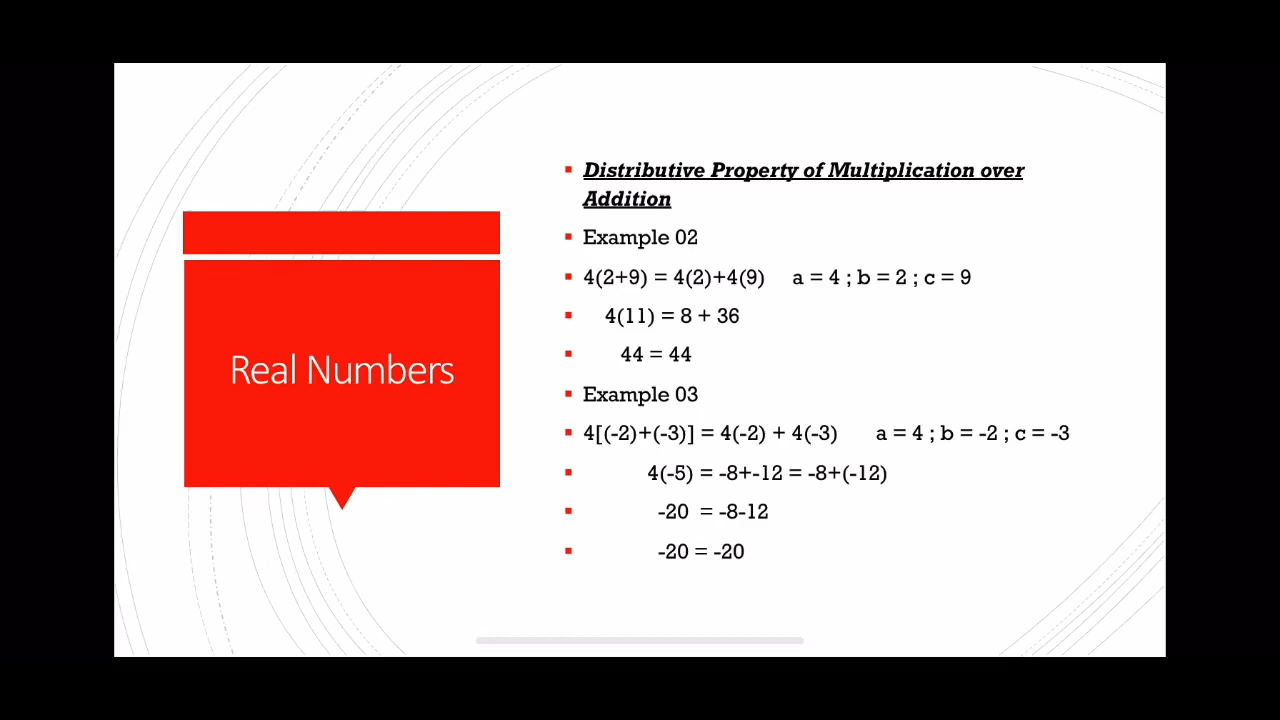 Real Numbers
Distributive Property of Multiplication over
Addition
Example 02
4(2+9) = 4(2)+4(9) a = 4 ; b = 2 ; c = 9
4(11) = 8 + 36
44 = 44
Example 03
4[(-2)+(-3)] = 4(-2) + 4(-3) a = 4 ; b = -2 ; c = -3
4(-5) = -8+-12 = -8+(-12)
-20 = -8-12
-20 = -20